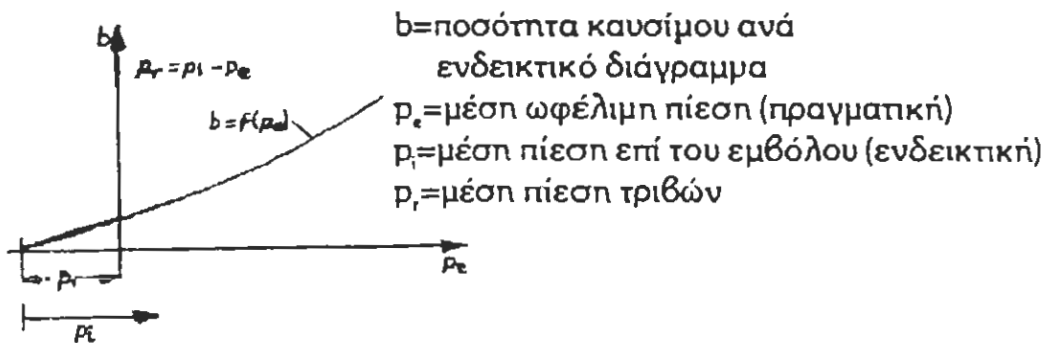 b
p_r = p_i - p_e
b = f(p_e)
p_e
p_r
p_i
b=ποσότητα καυσίμου ανά
ενδεικτικό διάγραμμα
p_e=μέση ωφέλιμη πίεση (πραγματική)
p_i=μέση πίεση επί του εμβόλου (ενδεικτική)
p_r=μέση πίεση τριβών